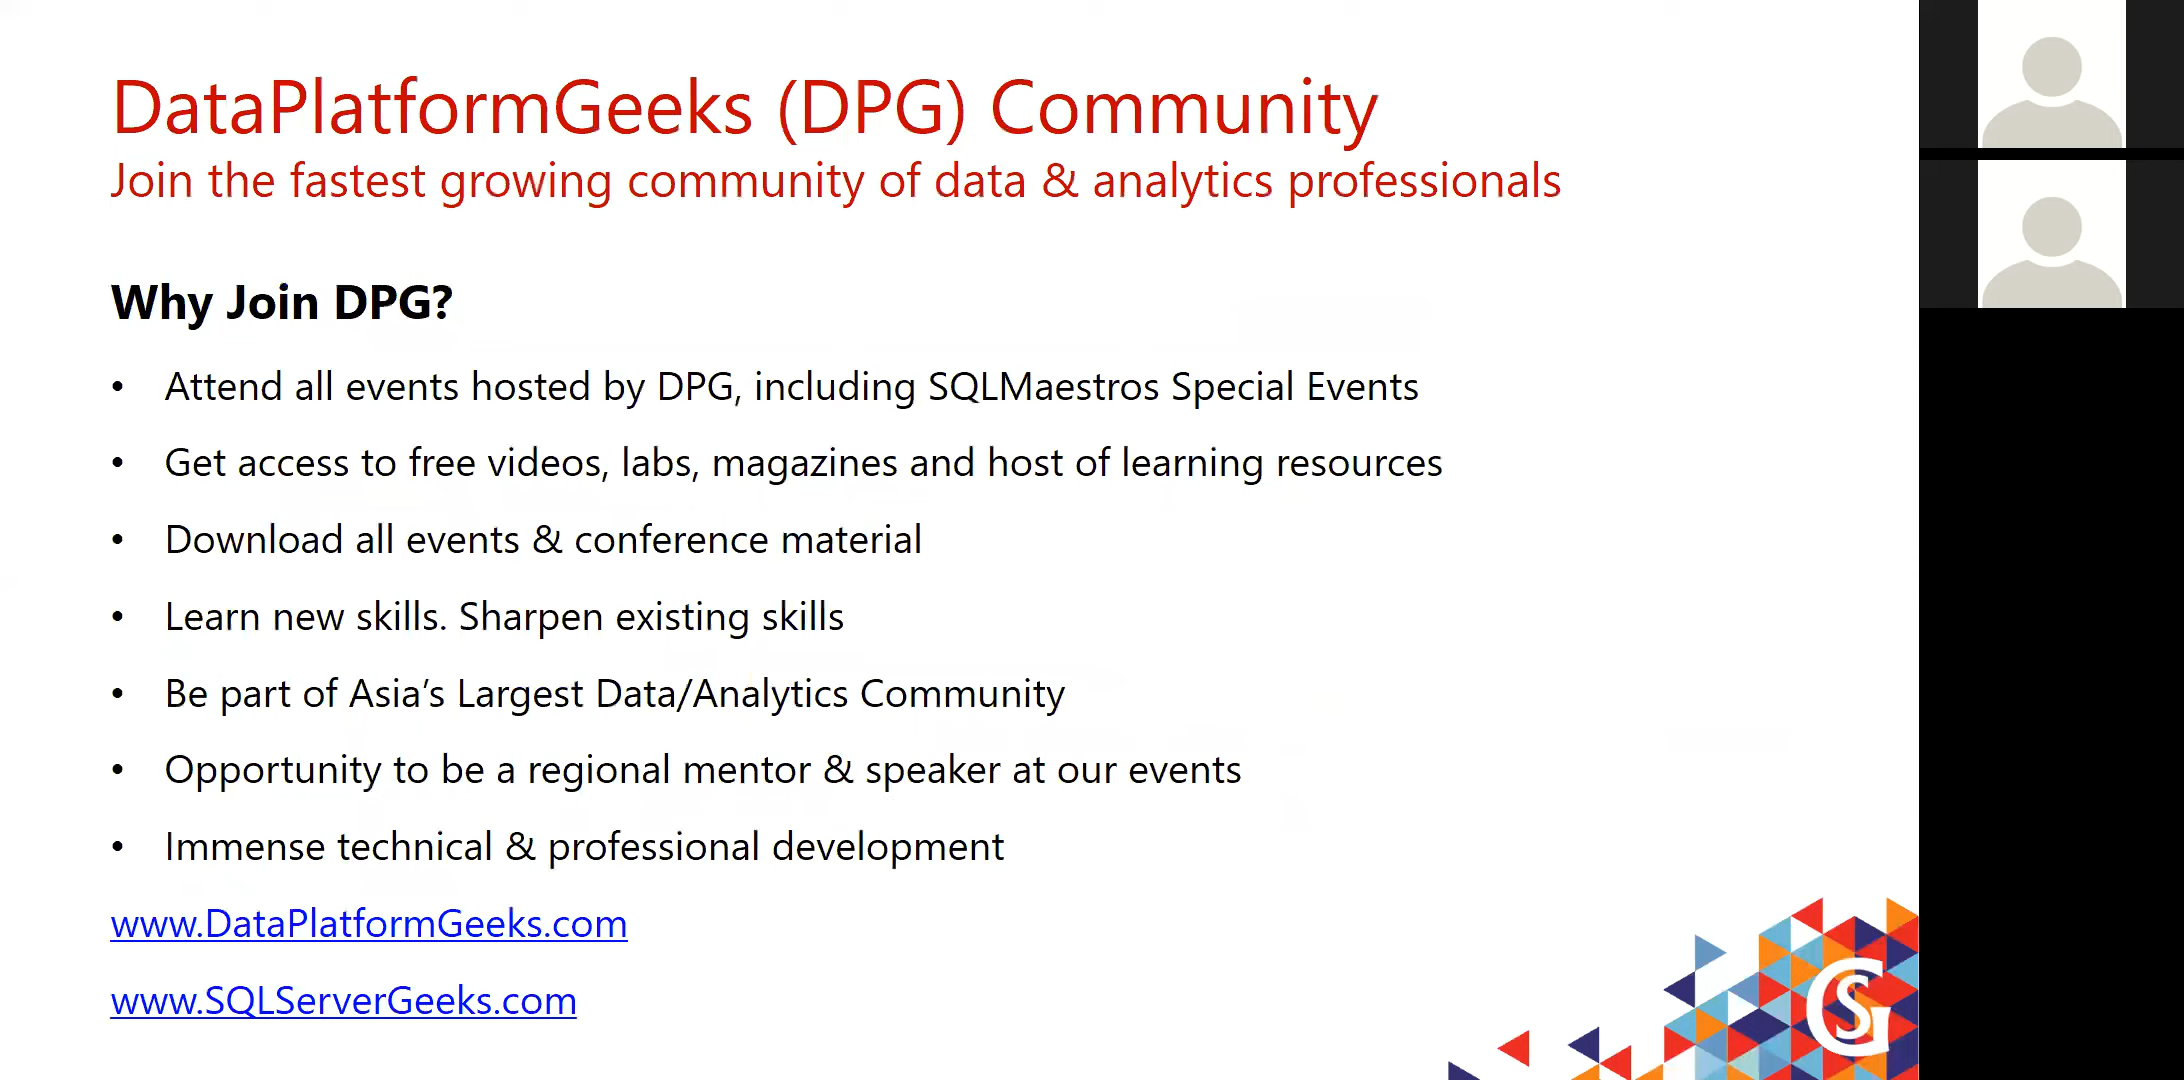 DataPlatformGeeks (DPG) Community
Join the fastest growing community of data & analytics professionals
Why Join DPG?
• Attend all events hosted by DPG, including SQLMaestros Special Events
• Get access to free videos, labs, magazines and host of learning resources
• Download all events & conference material
• Learn new skills. Sharpen existing skills
• Be part of Asia’s Largest Data/Analytics Community
• Opportunity to be a regional mentor & speaker at our events
• Immense technical & professional development
www.DataPlatformGeeks.com
www.SQLServerGeeks.com
SG